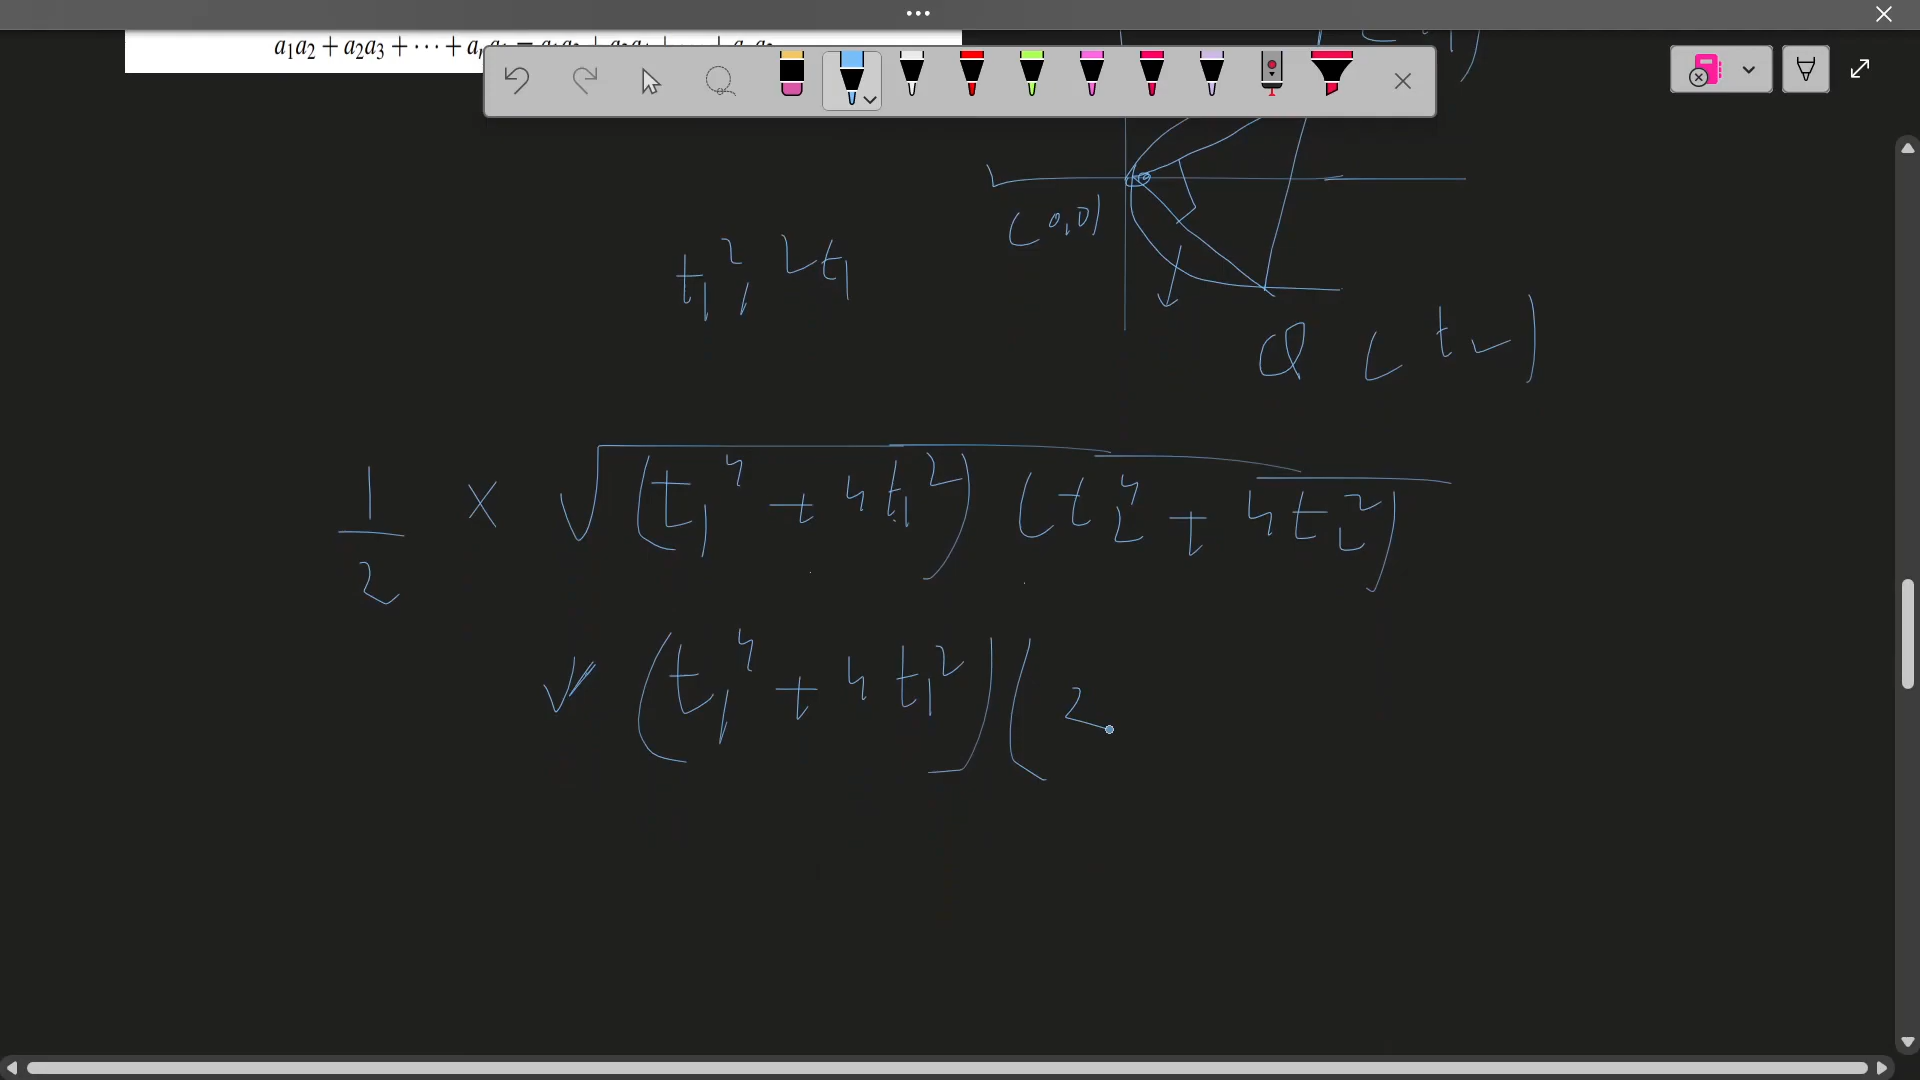 a₁a₂ + a₂a₃ + ⋯ + a
(0,0)
t₁², 2t₁
Q (t₂)
1/2 × √(t₁⁴ + 4t₁²) (t₂⁴ + 4t₂²)
√ (t₁⁴ + 4t₁²) ( 2